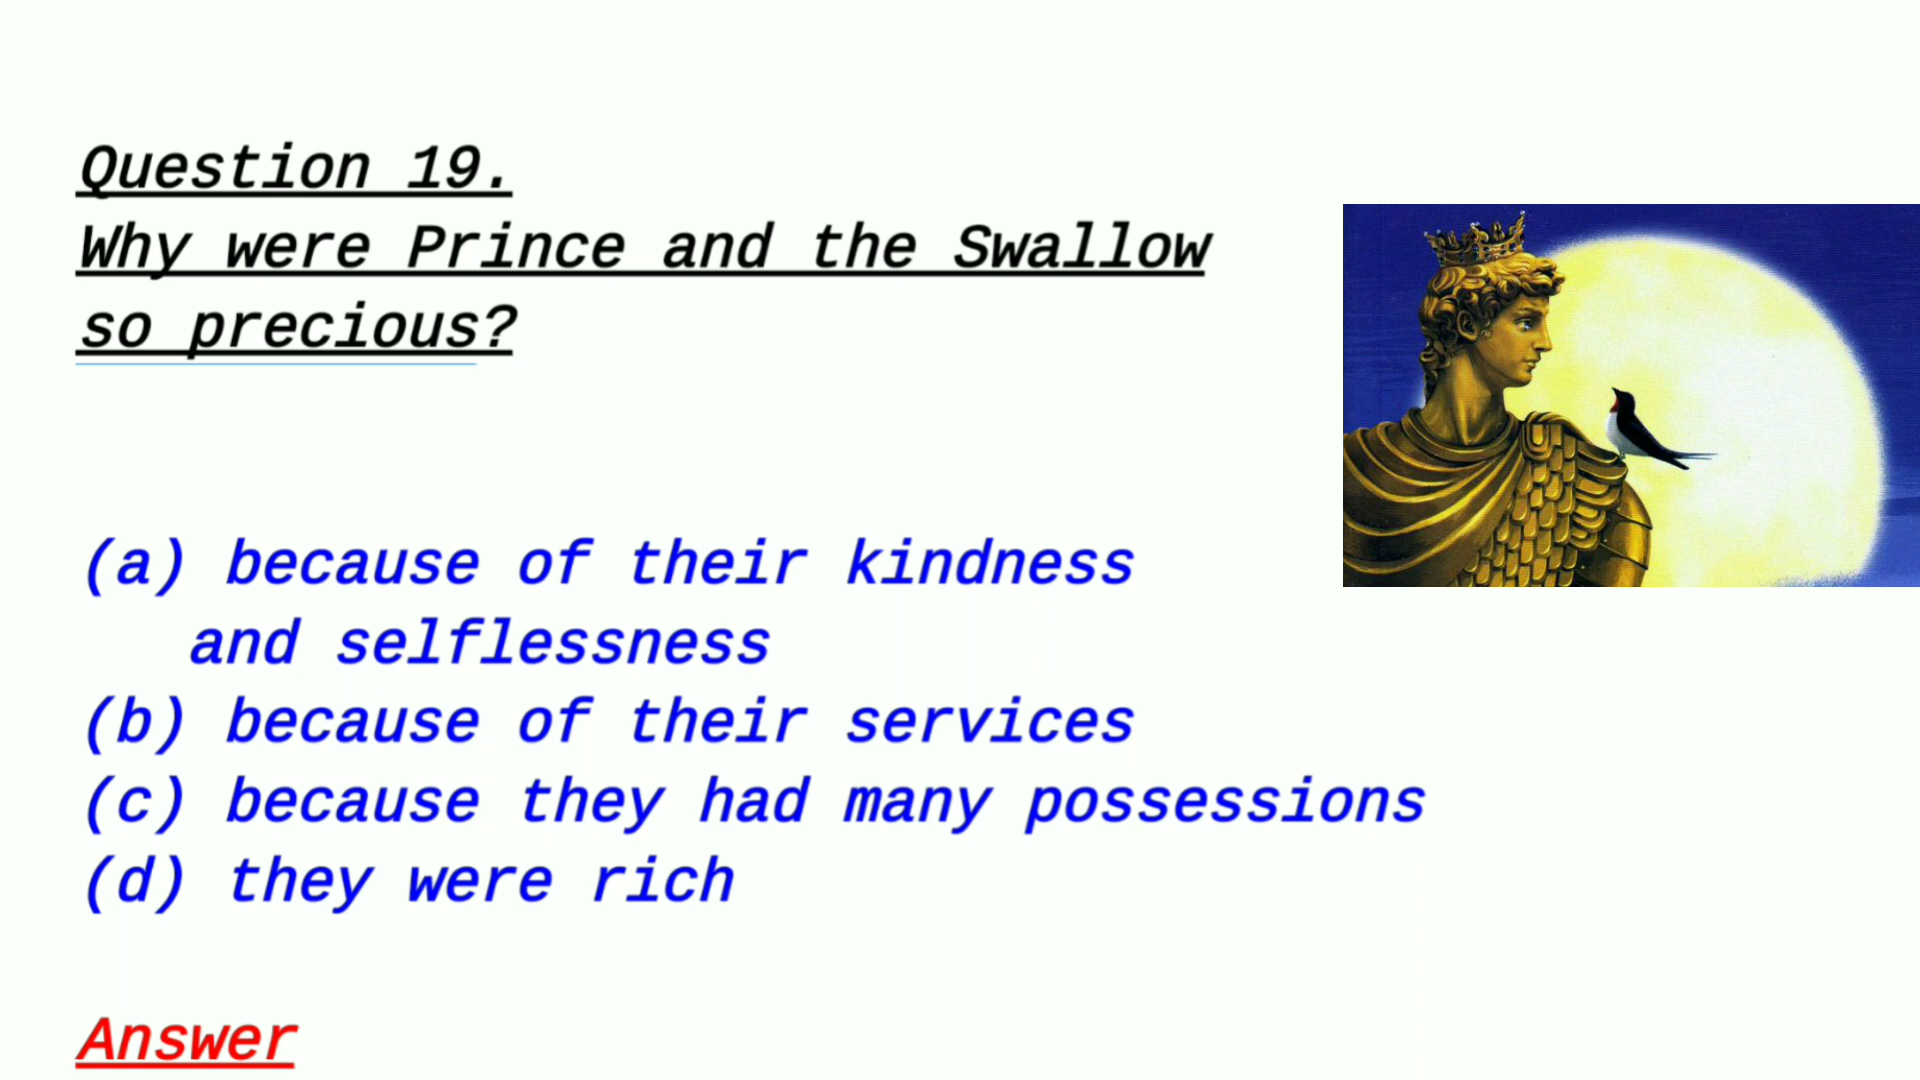 Question 19.
Why were Prince and the Swallow
so precious?
(a) because of their kindness
and selflessness
(b) because of their services
(c) because they had many possessions
(d) they were rich
Answer